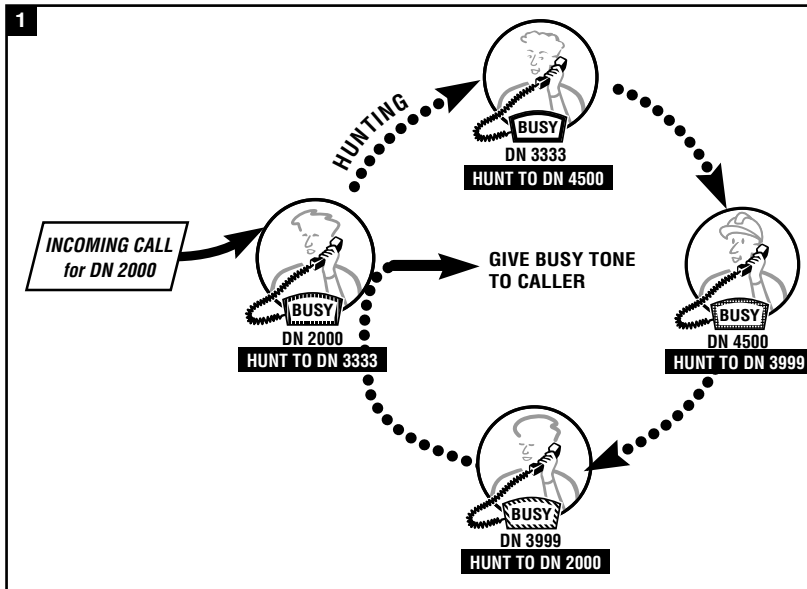 1
HUNTING
BUSY
DN 3333
HUNT TO DN 4500
INCOMING CALL
for DN 2000
BUSY
DN 2000
HUNT TO DN 3333
GIVE BUSY TONE
TO CALLER
BUSY
DN 4500
HUNT TO DN 3999
BUSY
DN 3999
HUNT TO DN 2000